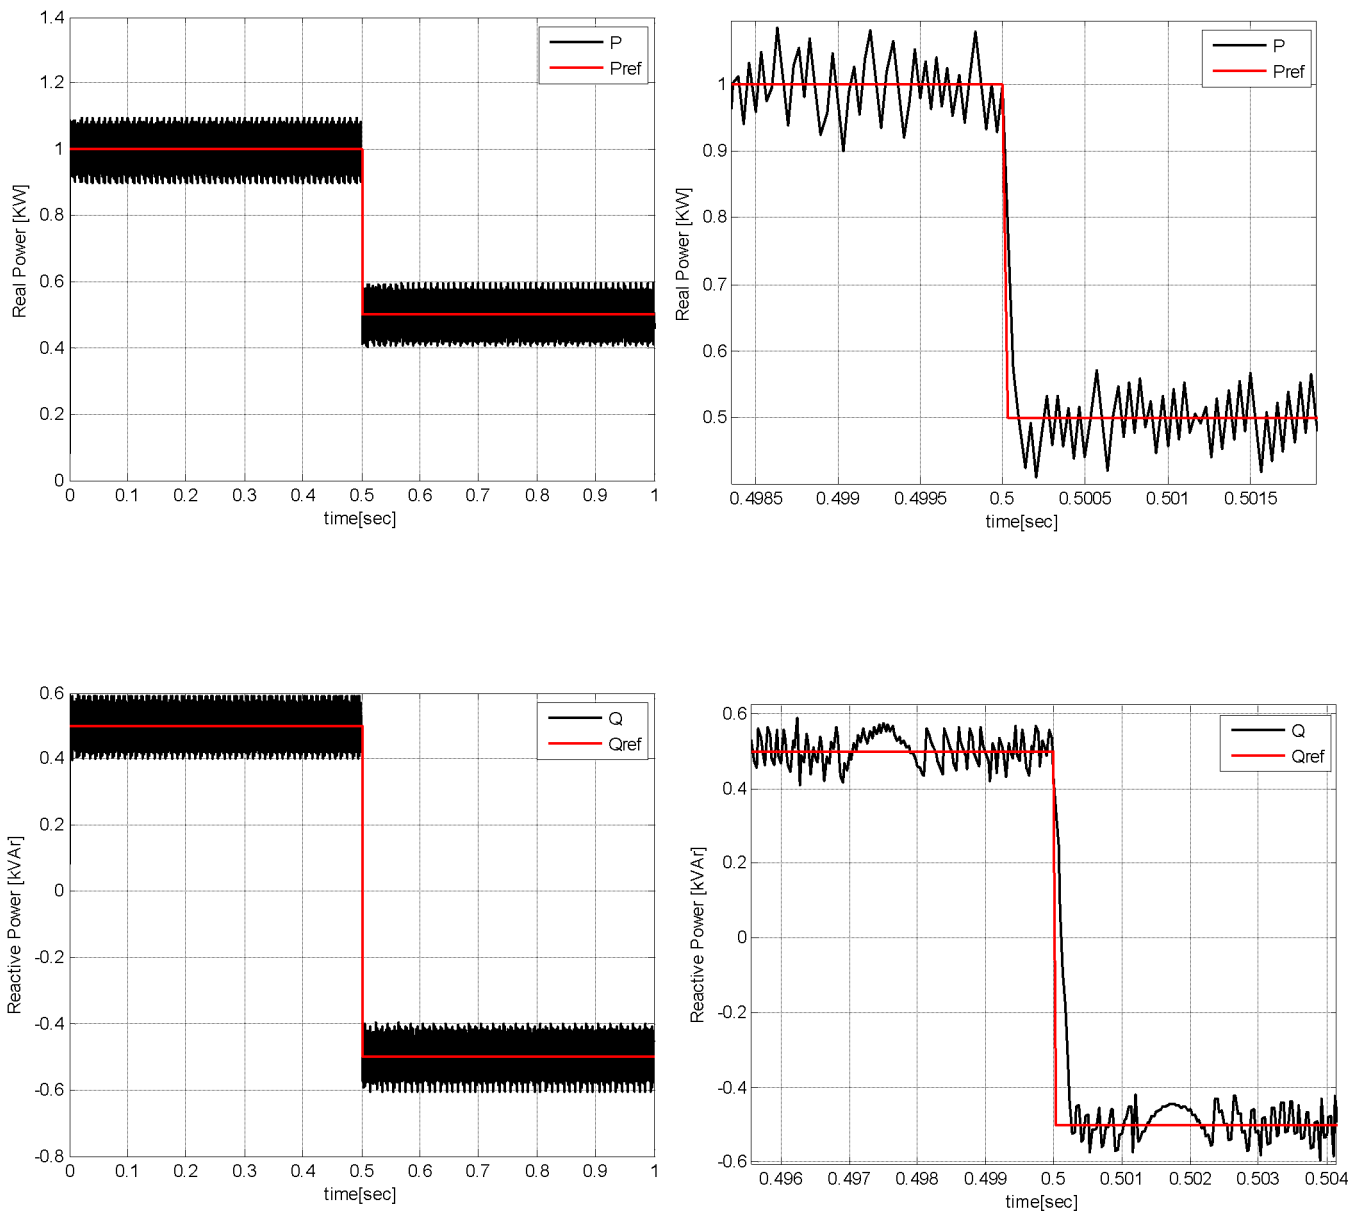 1.4
1.2
1
0.8
0.6
0.4
0.2
0
Real Power [KW]
P
Pref
0 0.1 0.2 0.3 0.4 0.5 0.6 0.7 0.8 0.9 1
time[sec]
1
0.9
0.8
0.7
0.6
0.5
Real Power [KW]
P
Pref
0.4985 0.499 0.4995 0.5 0.5005 0.501 0.5015
time[sec]
0.6
0.4
0.2
0
-0.2
-0.4
-0.6
-0.8
Reactive Power [kVAr]
Q
Qref
0 0.1 0.2 0.3 0.4 0.5 0.6 0.7 0.8 0.9 1
time[sec]
0.6
0.4
0.2
0
-0.2
-0.4
-0.6
Reactive Power [kVAr]
Q
Qref
0.496 0.497 0.498 0.499 0.5 0.501 0.502 0.503 0.504
time[sec]